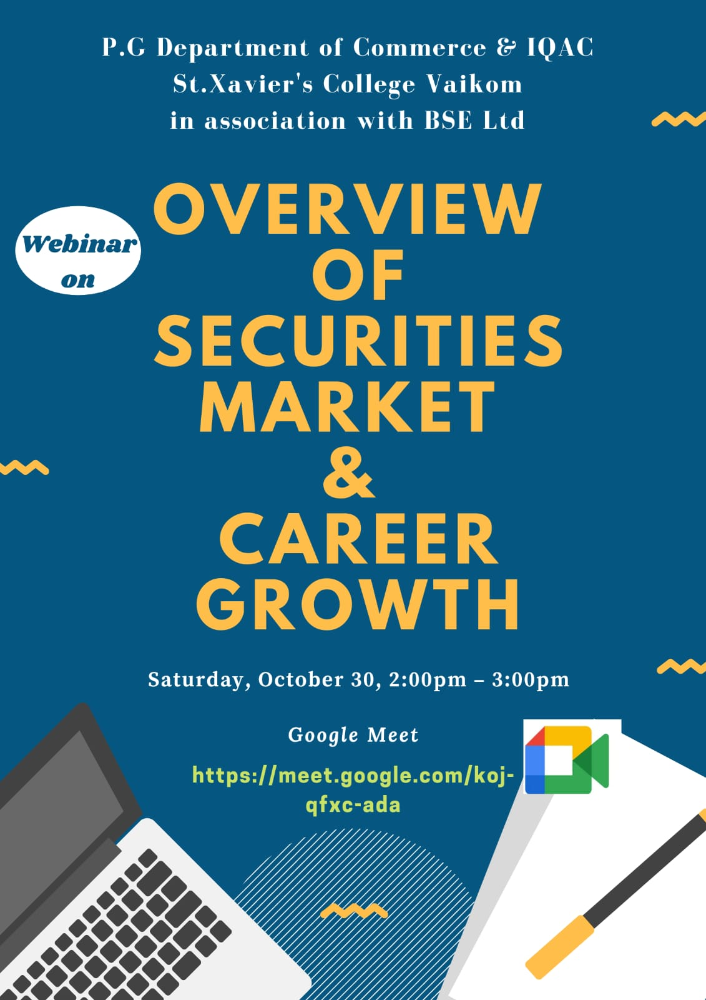 P.G Department of Commerce & IQAC
St.Xavier's College Vaikom
in association with BSE Ltd
Webinar
on
OVERVIEW
OF
SECURITIES
MARKET
&
CAREER
GROWTH
Saturday, October 30, 2:00pm – 3:00pm
Google Meet
https://meet.google.com/koj-
qfxc-ada